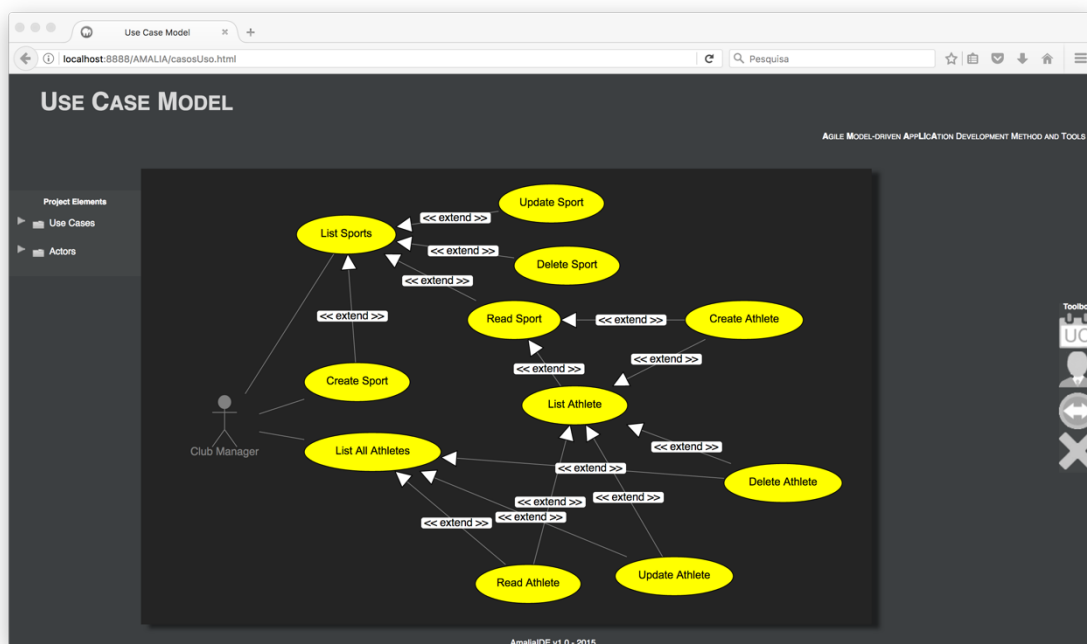 Use Case Model
localhost:8888/AMALIA/casosUso.html
Pesquisa
USE CASE MODEL
AGILE MODEL-DRIVEN APPLICATION DEVELOPMENT METHOD AND TOOLS
Project Elements
Use Cases
Actors
Update Sport
<< extend >>
List Sports
<< extend >>
Delete Sport
<< extend >>
<< extend >>
Read Sport
<< extend >>
Create Athlete
<< extend >>
<< extend >>
Create Sport
List Athlete
Club Manager
List All Athletes
<< extend >>
<< extend >>
Delete Athlete
<< extend >>
<< extend >>
<< extend >>
<< extend >>
Read Athlete
Update Athlete
Toolbo
UC
AmaliaIDE v1.0 - 2015